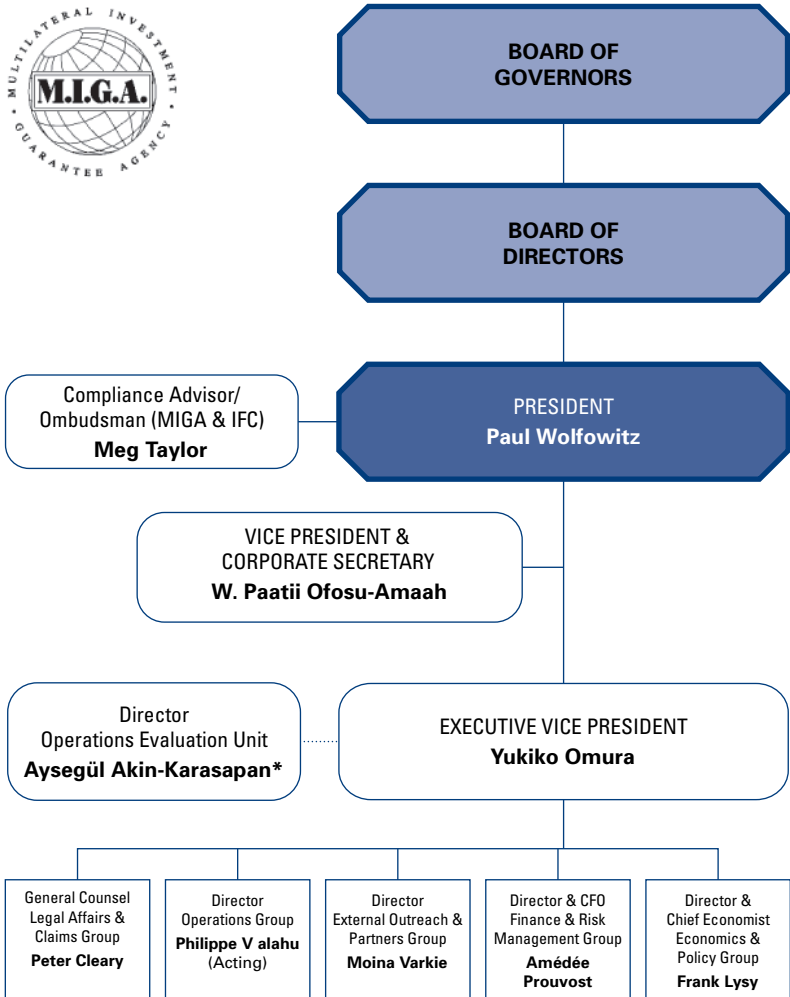 MULTILATERAL INVESTMENT
M.I.G.A.
GUARANTEE AGENCY
BOARD OF
GOVERNORS
BOARD OF
DIRECTORS
Compliance Advisor/
Ombudsman (MIGA & IFC)
Meg Taylor
PRESIDENT
Paul Wolfowitz
VICE PRESIDENT &
CORPORATE SECRETARY
W. Paatii Ofosu-Amaah
Director
Operations Evaluation Unit
Aysegül Akin-Karasapan*
EXECUTIVE VICE PRESIDENT
Yukiko Omura
General Counsel
Legal Affairs &
Claims Group
Peter Cleary
Director
Operations Group
Philippe V alahu
(Acting)
Director
External Outreach &
Partners Group
Moina Varkie
Director & CFO
Finance & Risk
Management Group
Amédée
Prouvost
Director &
Chief Economist
Economics &
Policy Group
Frank Lysy